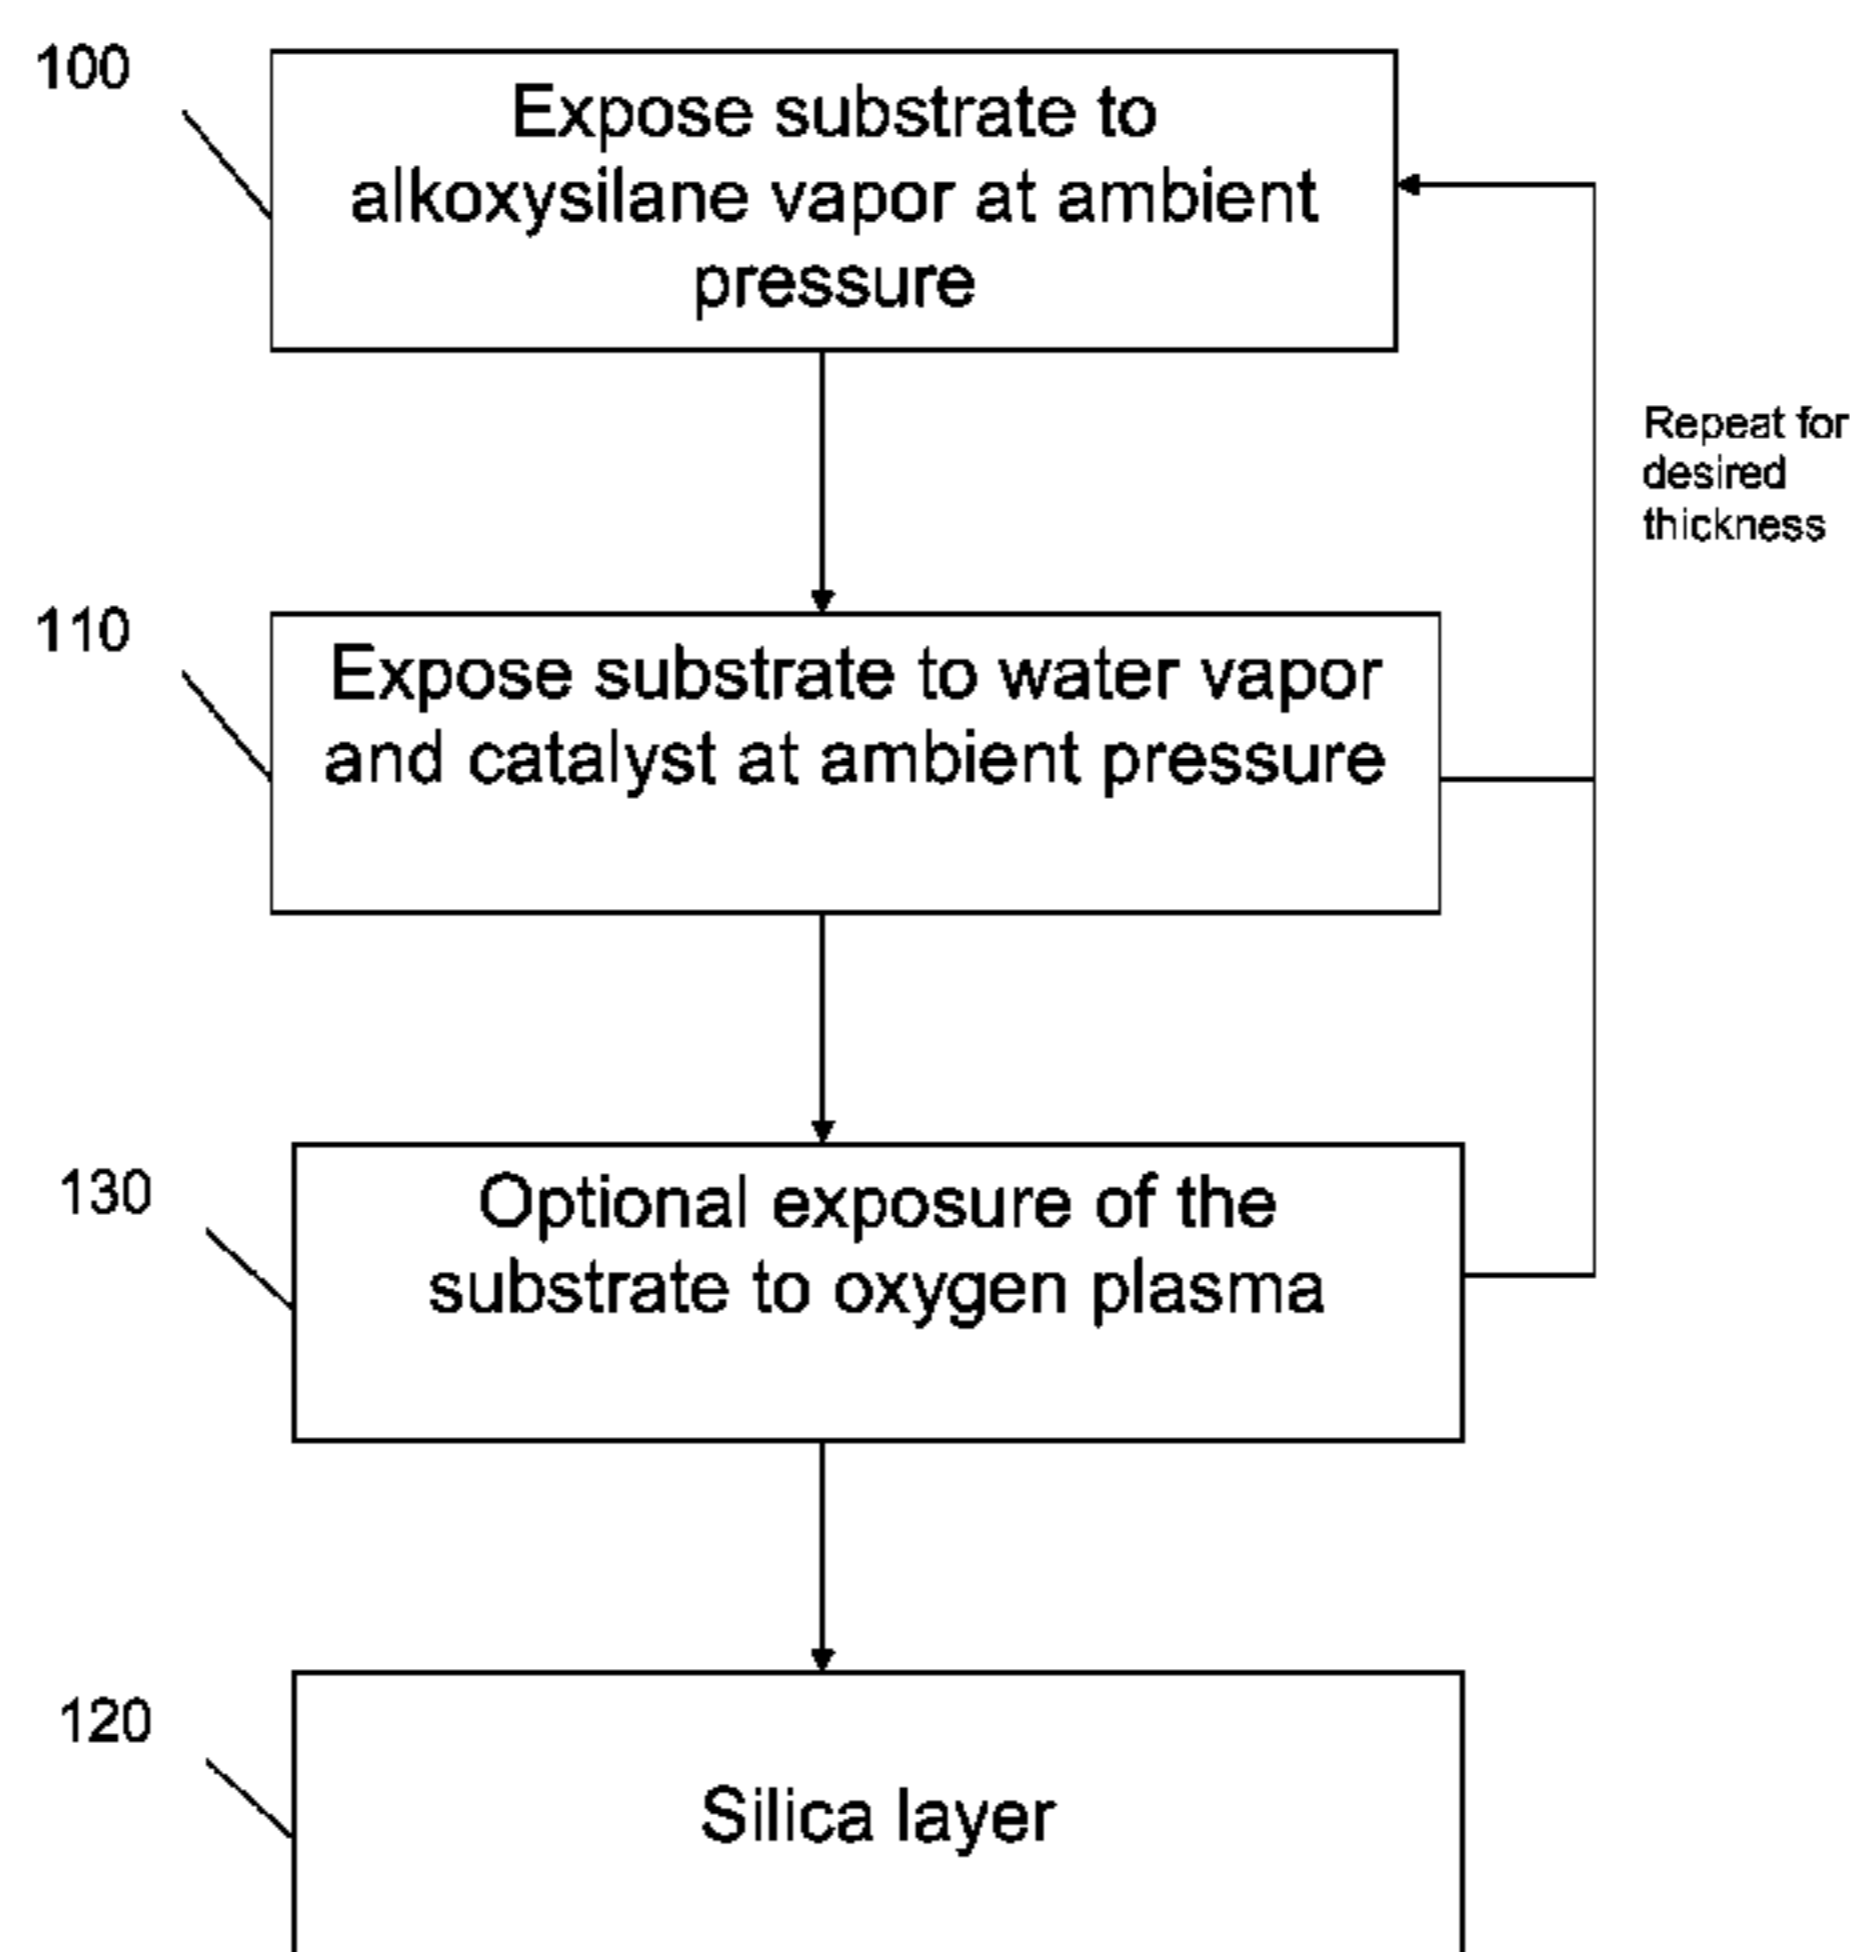 100
Expose substrate to
alkoxysilane vapor at ambient
pressure
Repeat for
desired
thickness
110
Expose substrate to water vapor
and catalyst at ambient pressure
130
Optional exposure of the
substrate to oxygen plasma
120
Silica layer